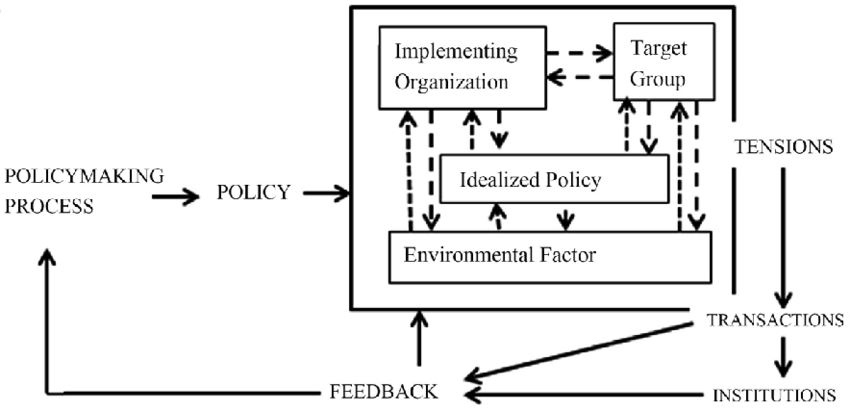 Implementing
Organization
Target
Group
TENSIONS
Idealized Policy
POLICYMAKING
PROCESS
POLICY
Environmental Factor
TRANSACTIONS
FEEDBACK
INSTITUTIONS